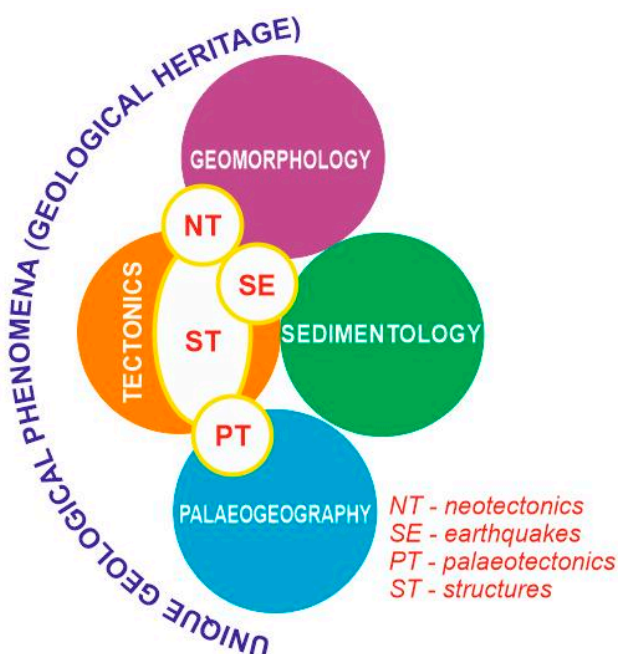 UNIQUE GEOLOGICAL PHENOMENA (GEOLOGICAL HERITAGE)
GEOMORPHOLOGY
NT
SE
TECTONICS
ST
SEDIMENTOLOGY
PT
PALAEOGEOGRAPHY
NT - neotectonics
SE - earthquakes
PT - palaeotectonics
ST - structures